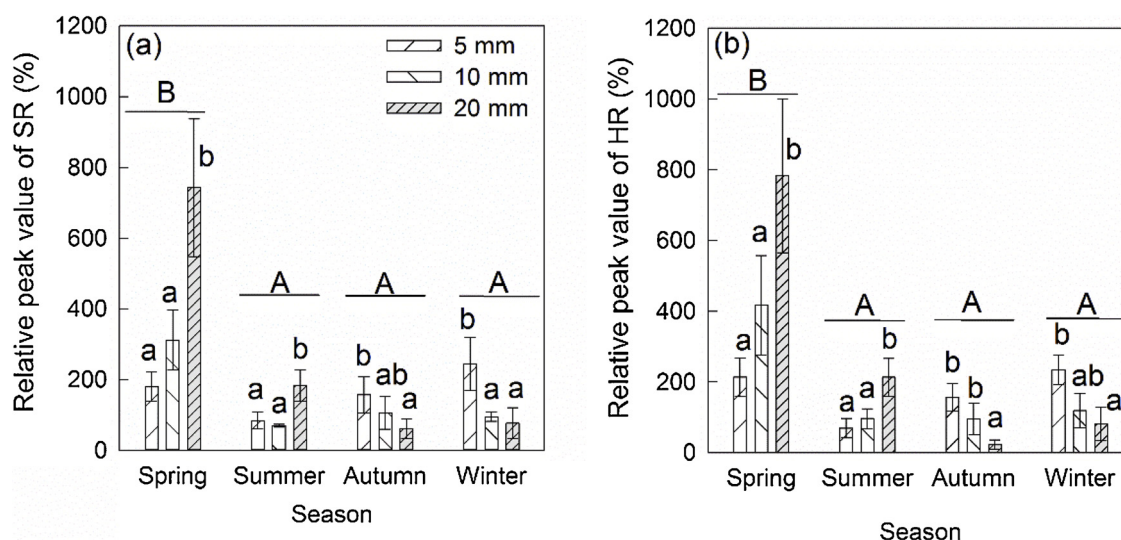 (a)
5 mm
10 mm
20 mm
Relative peak value of SR (%)
1200
1000
800
600
400
200
0
B
A
A
A
a
a
b
a
a
b
b
ab
a
b
a
a
Spring
Summer
Autumn
Winter
Season
(b)
Relative peak value of HR (%)
1200
1000
800
600
400
200
0
B
A
A
A
a
a
b
a
a
b
b
b
a
b
ab
a
Spring
Summer
Autumn
Winter
Season